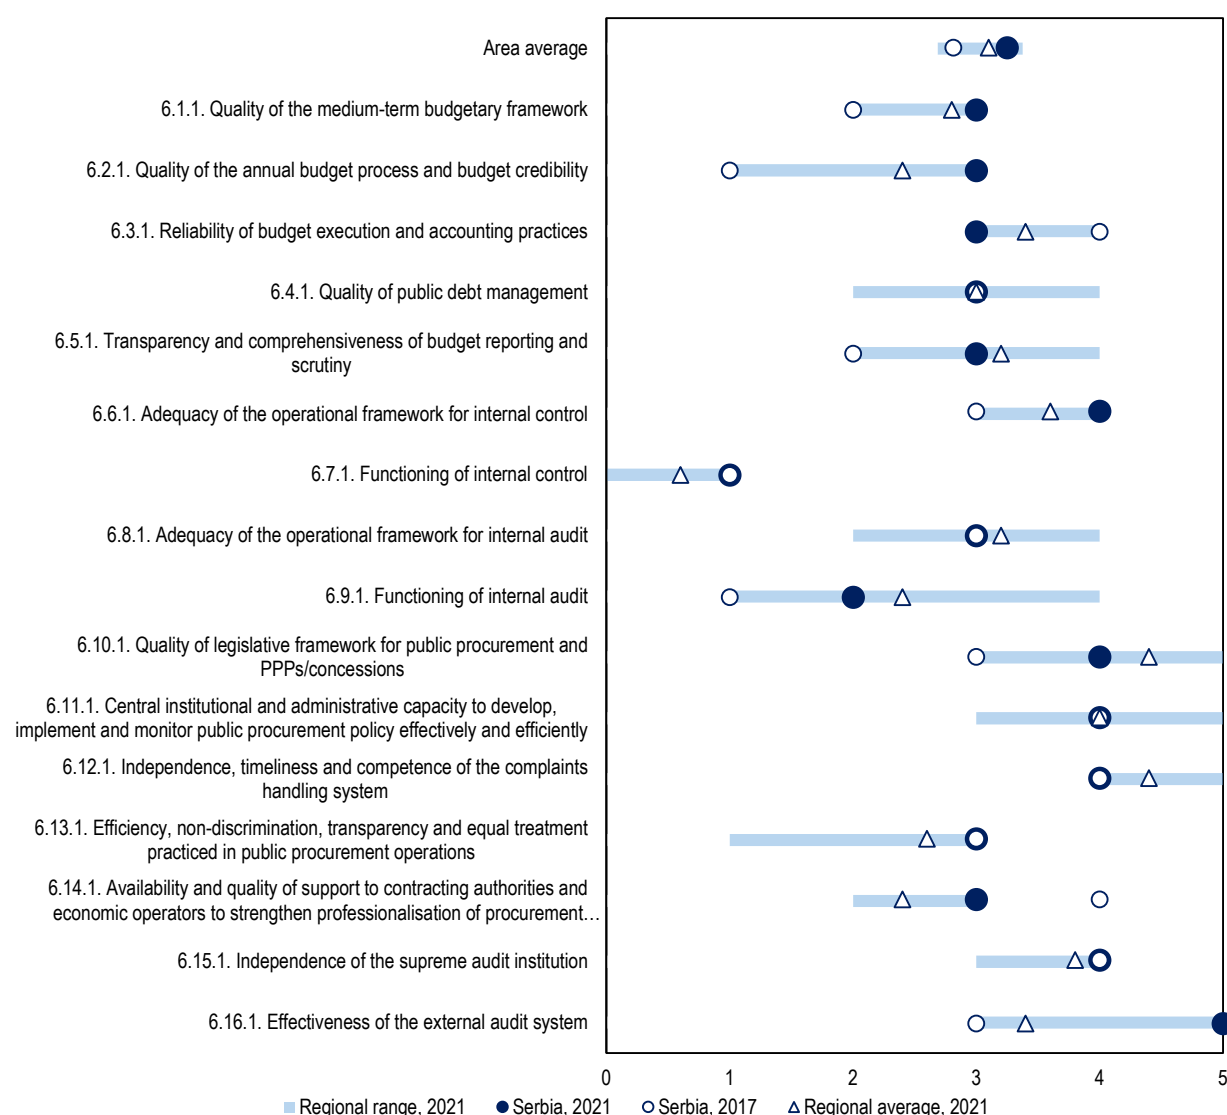 Area average
6.1.1. Quality of the medium-term budgetary framework
6.2.1. Quality of the annual budget process and budget credibility
6.3.1. Reliability of budget execution and accounting practices
6.4.1. Quality of public debt management
6.5.1. Transparency and comprehensiveness of budget reporting and
scrutiny
6.6.1. Adequacy of the operational framework for internal control
6.7.1. Functioning of internal control
6.8.1. Adequacy of the operational framework for internal audit
6.9.1. Functioning of internal audit
6.10.1. Quality of legislative framework for public procurement and
PPPs/concessions
6.11.1. Central institutional and administrative capacity to develop,
implement and monitor public procurement policy effectively and efficiently
6.12.1. Independence, timeliness and competence of the complaints
handling system
6.13.1. Efficiency, non-discrimination, transparency and equal treatment
practiced in public procurement operations
6.14.1. Availability and quality of support to contracting authorities and
economic operators to strengthen professionalisation of procurement…
6.15.1. Independence of the supreme audit institution
6.16.1. Effectiveness of the external audit system
0 1 2 3 4 5
Regional range, 2021 Serbia, 2021 Serbia, 2017 Regional average, 2021